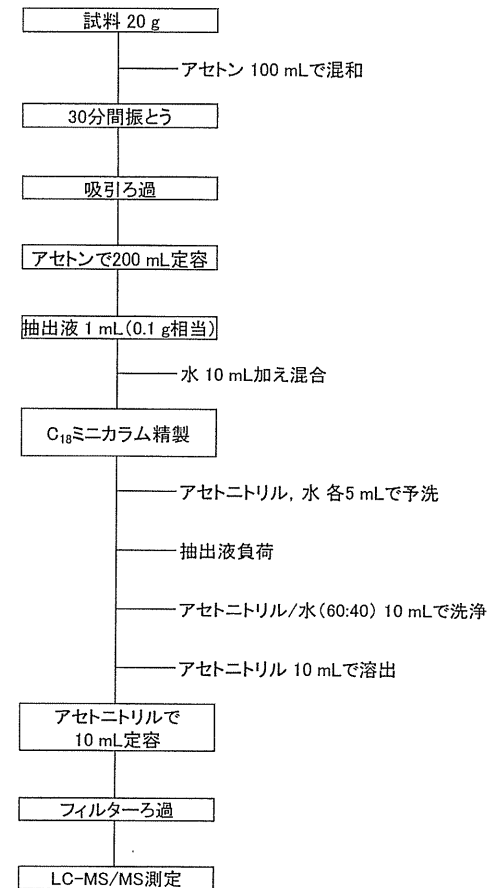 試料 20 g
アセトン 100 mLで混和
30分間振とう
吸引ろ過
アセトンで200 mL定容
抽出液 1 mL(0.1 g相当)
水 10 mL加え混合
C₁₈ミニカラム精製
アセトニトリル, 水 各5 mLで予洗
抽出液負荷
アセトニトリル/水(60:40) 10 mLで洗浄
アセトニトリル 10 mLで溶出
アセトニトリルで
10 mL定容
フィルターろ過
LC-MS/MS測定